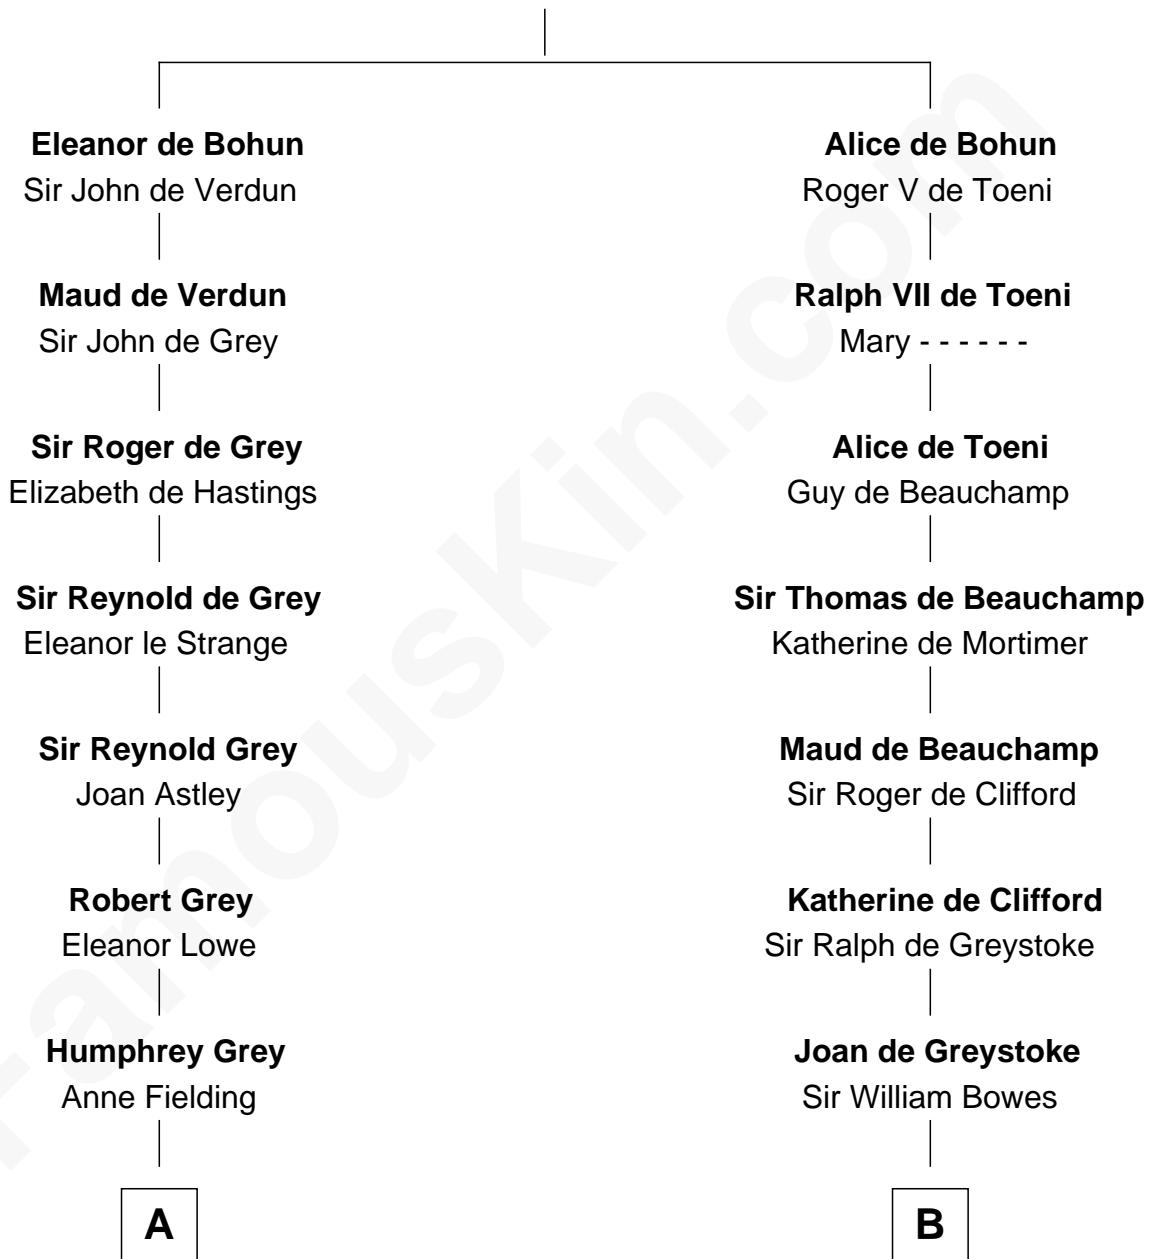 Eleanor de Bohun
Sir John de Verdun
Maud de Verdun
Sir John de Grey
Sir Roger de Grey
Elizabeth de Hastings
Sir Reynold de Grey
Eleanor le Strange
Sir Reynold Grey
Joan Astley
Robert Grey
Eleanor Lowe
Humphrey Grey
Anne Fielding
A
Alice de Bohun
Roger V de Toeni
Ralph VII de Toeni
Mary - - - - - -
Alice de Toeni
Guy de Beauchamp
Sir Thomas de Beauchamp
Katherine de Mortimer
Maud de Beauchamp
Sir Roger de Clifford
Katherine de Clifford
Sir Ralph de Greystoke
Joan de Greystoke
Sir William Bowes
B
FamousKin.com